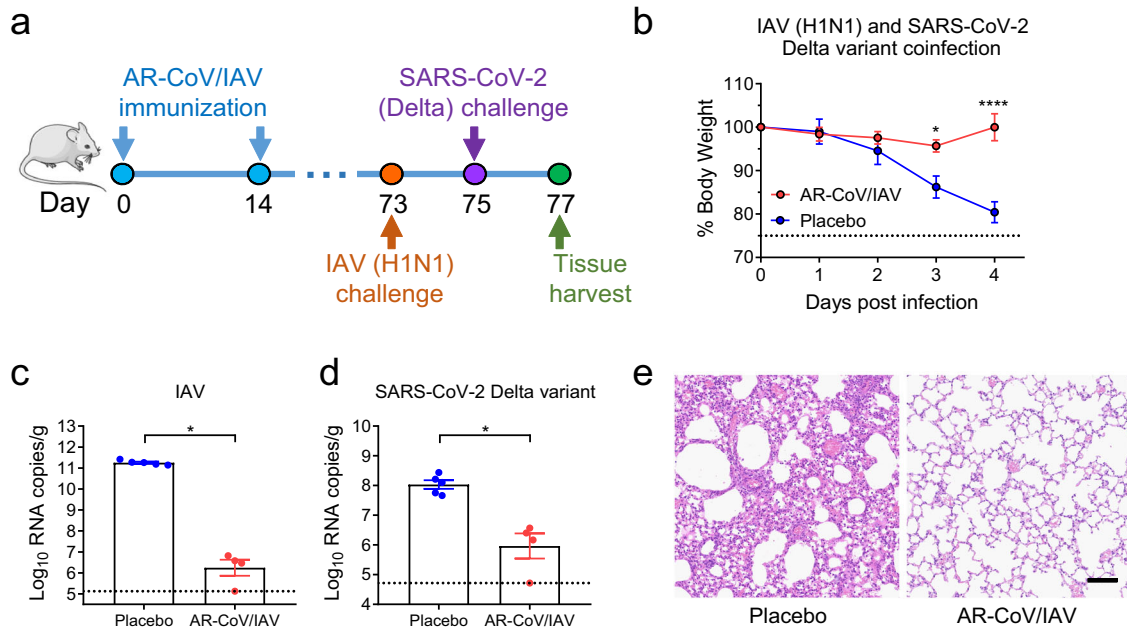 a
AR-CoV/IAV
immunization
SARS-CoV-2
(Delta) challenge
Day
0
14
73
75
77
IAV (H1N1)
challenge
Tissue
harvest
b
IAV (H1N1) and SARS-CoV-2
Delta variant coinfection
% Body Weight
110
100
90
80
70
*
****
AR-CoV/IAV
Placebo
0 1 2 3 4
Days post infection
c
IAV
Log10 RNA copies/g
13
12
11
10
7
6
5
*
Placebo AR-CoV/IAV
d
SARS-CoV-2 Delta variant
Log10 RNA copies/g
10
9
8
7
6
5
4
*
Placebo AR-CoV/IAV
e
Placebo
AR-CoV/IAV